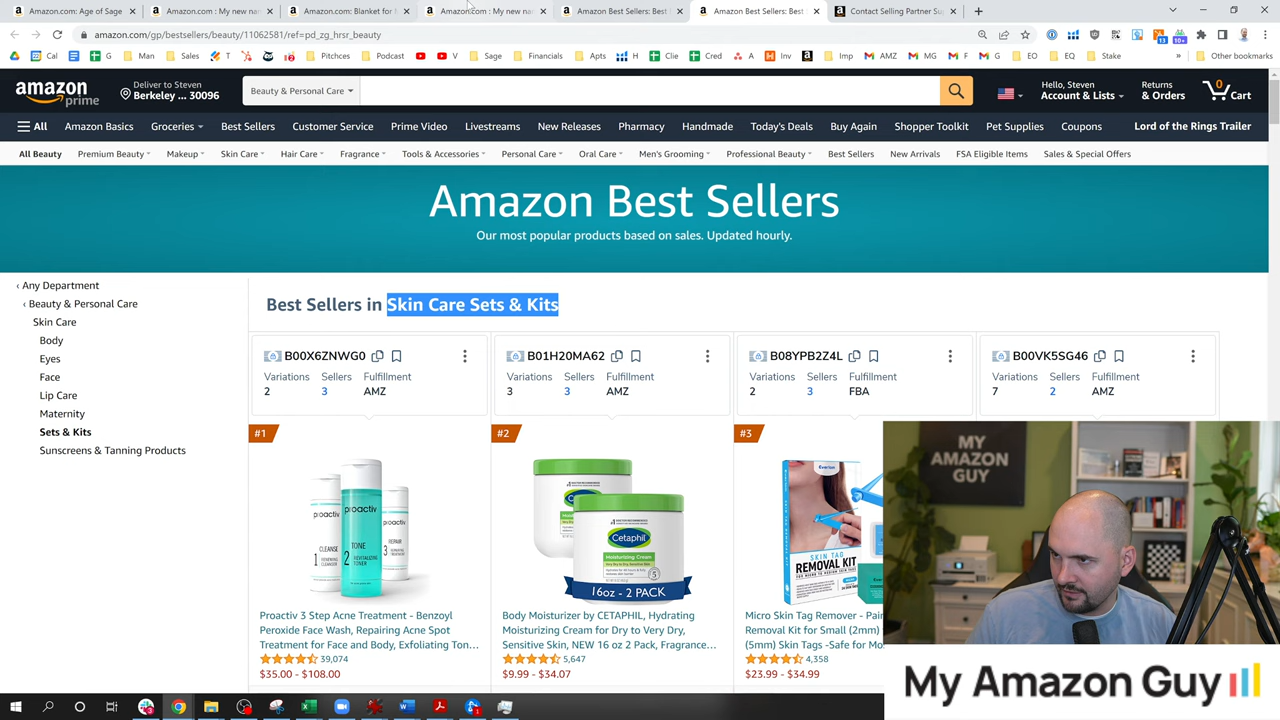 Amazon.com: Age of Sage
Amazon.com : My new nan
Amazon.com: Blanket for M
Amazon.com : My new nan
Amazon Best Sellers: Best
Amazon Best Sellers: Best
Contact Selling Partner Sup
amazon.com/gp/bestsellers/beauty/11062581/ref=pd_zg_hrsr_beauty
Cal
G
Man
Sales
T
Pitchces
Podcast
V
Sage
Financials
Apts
H
Clie
Cred
A
Inv
Imp
AMZ
MG
F
G
EO
EQ
Stake
»
Other bookmarks
amazon prime
Deliver to Steven
Berkeley ... 30096
Beauty & Personal Care
Hello, Steven
Account & Lists
Returns
& Orders
0
Cart
All
Amazon Basics
Groceries
Best Sellers
Customer Service
Prime Video
Livestreams
New Releases
Pharmacy
Handmade
Today's Deals
Buy Again
Shopper Toolkit
Pet Supplies
Coupons
Lord of the Rings Trailer
All Beauty
Premium Beauty
Makeup
Skin Care
Hair Care
Fragrance
Tools & Accessories
Personal Care
Oral Care
Men's Grooming
Professional Beauty
Best Sellers
New Arrivals
FSA Eligible Items
Sales & Special Offers
Amazon Best Sellers
Our most popular products based on sales. Updated hourly.
‹ Any Department
‹ Beauty & Personal Care
Skin Care
Body
Eyes
Face
Lip Care
Maternity
Sets & Kits
Sunscreens & Tanning Products
Best Sellers in Skin Care Sets & Kits
B00X6ZNWG0
Variations Sellers Fulfillment
2 3 AMZ
B01H20MA62
Variations Sellers Fulfillment
3 3 AMZ
B08YPB2Z4L
Variations Sellers Fulfillment
2 3 FBA
B00VK5SG46
Variations Sellers Fulfillment
7 2 AMZ
#1
proactiv
proactiv
proactiv
CLEANSE
1
2
TONE
3
REPAIR
Proactiv 3 Step Acne Treatment - Benzoyl
Peroxide Face Wash, Repairing Acne Spot
Treatment for Face and Body, Exfoliating Ton...
39,074
$35.00 - $108.00
#2
Cetaphil
Cetaphil
16oz - 2 PACK
Body Moisturizer by CETAPHIL, Hydrating
Moisturizing Cream for Dry to Very Dry,
Sensitive Skin, NEW 16 oz 2 Pack, Fragrance...
5,647
$9.99 - $34.07
#3
SKIN TAG
REMOVAL KIT
Micro Skin Tag Remover - Pai
Removal Kit for Small (2mm)
(5mm) Skin Tags -Safe for Mo
4,358
$23.99 - $34.99
MY
AMAZON
GUY
My Amazon Guy